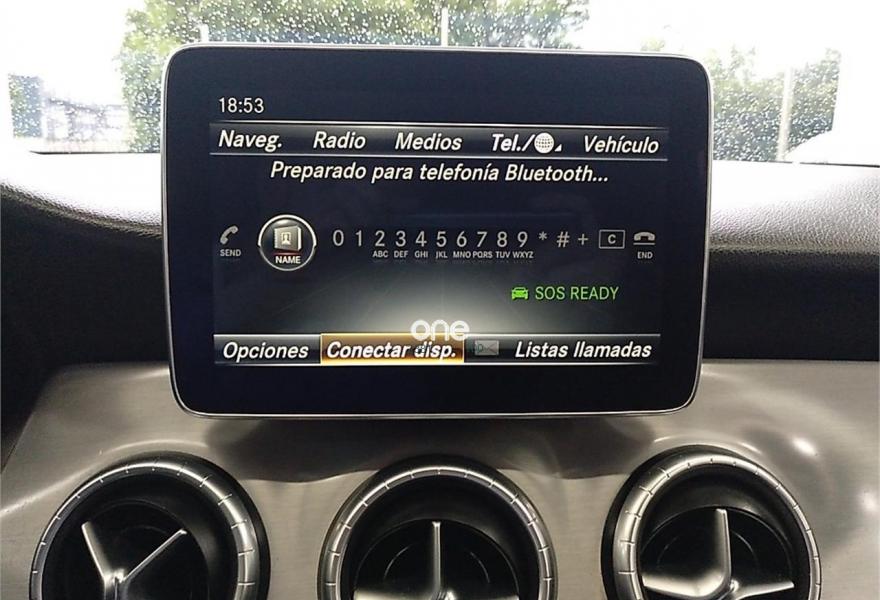 18:53
Naveg. Radio Medios Tel./ Vehículo
Preparado para telefonía Bluetooth...
SEND NAME 0 1 2 3 4 5 6 7 8 9 * # + C END
ABC DEF GHI JKL MNO PQRS TUV WXYZ
SOS READY
one
Opciones Conectar disp. Listas llamadas